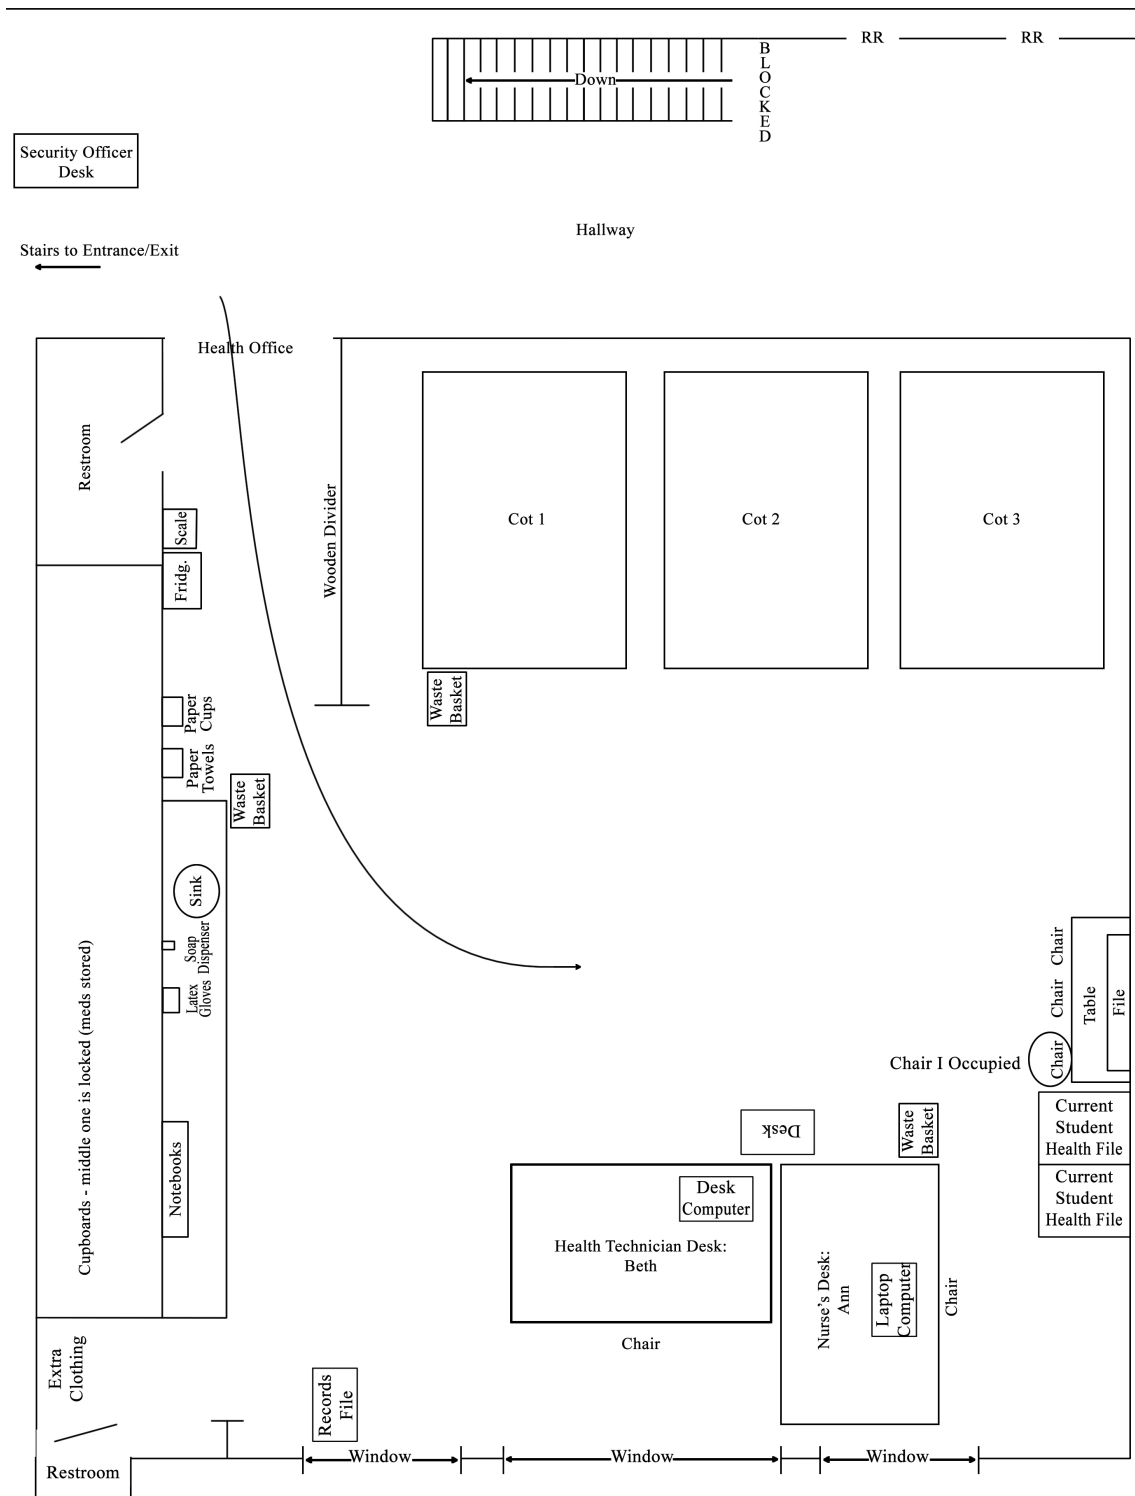 RR
RR
BLOCKED
Down
Security Officer
Desk
Hallway
Stairs to Entrance/Exit
Health Office
Restroom
Scale
Fridg.
Wooden Divider
Cot 1
Cot 2
Cot 3
Waste
Basket
Paper
Cups
Paper
Towels
Waste
Basket
Sink
Soap
Dispenser
Latex
Gloves
Cupboards - middle one is locked (meds stored)
Notebooks
Chair
Chair
Chair
Table
File
Chair I Occupied
Current
Student
Health File
Current
Student
Health File
Desk
Waste
Basket
Desk
Computer
Health Technician Desk:
Beth
Chair
Nurse's Desk:
Ann
Laptop
Computer
Chair
Extra
Clothing
Records
File
Restroom
Window
Window
Window